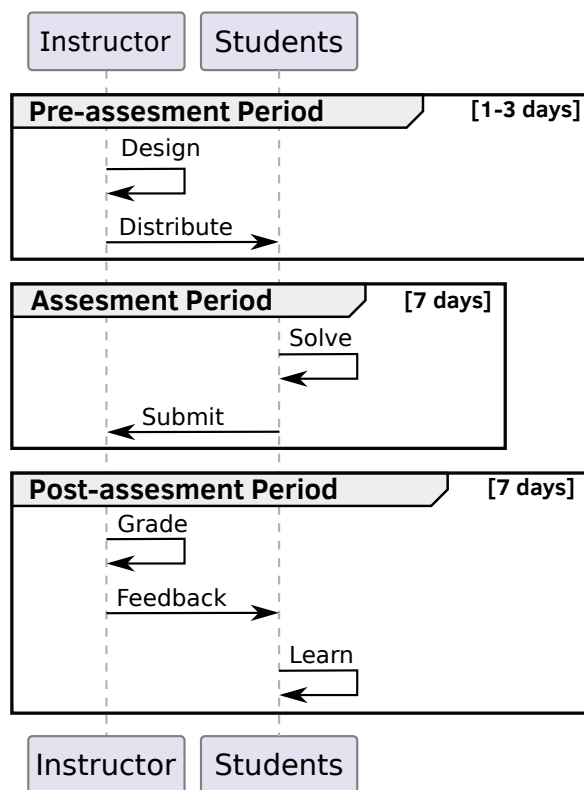 Instructor Students
Pre-assesment Period [1-3 days]
Design
Distribute
Assesment Period [7 days]
Solve
Submit
Post-assesment Period [7 days]
Grade
Feedback
Learn
Instructor Students